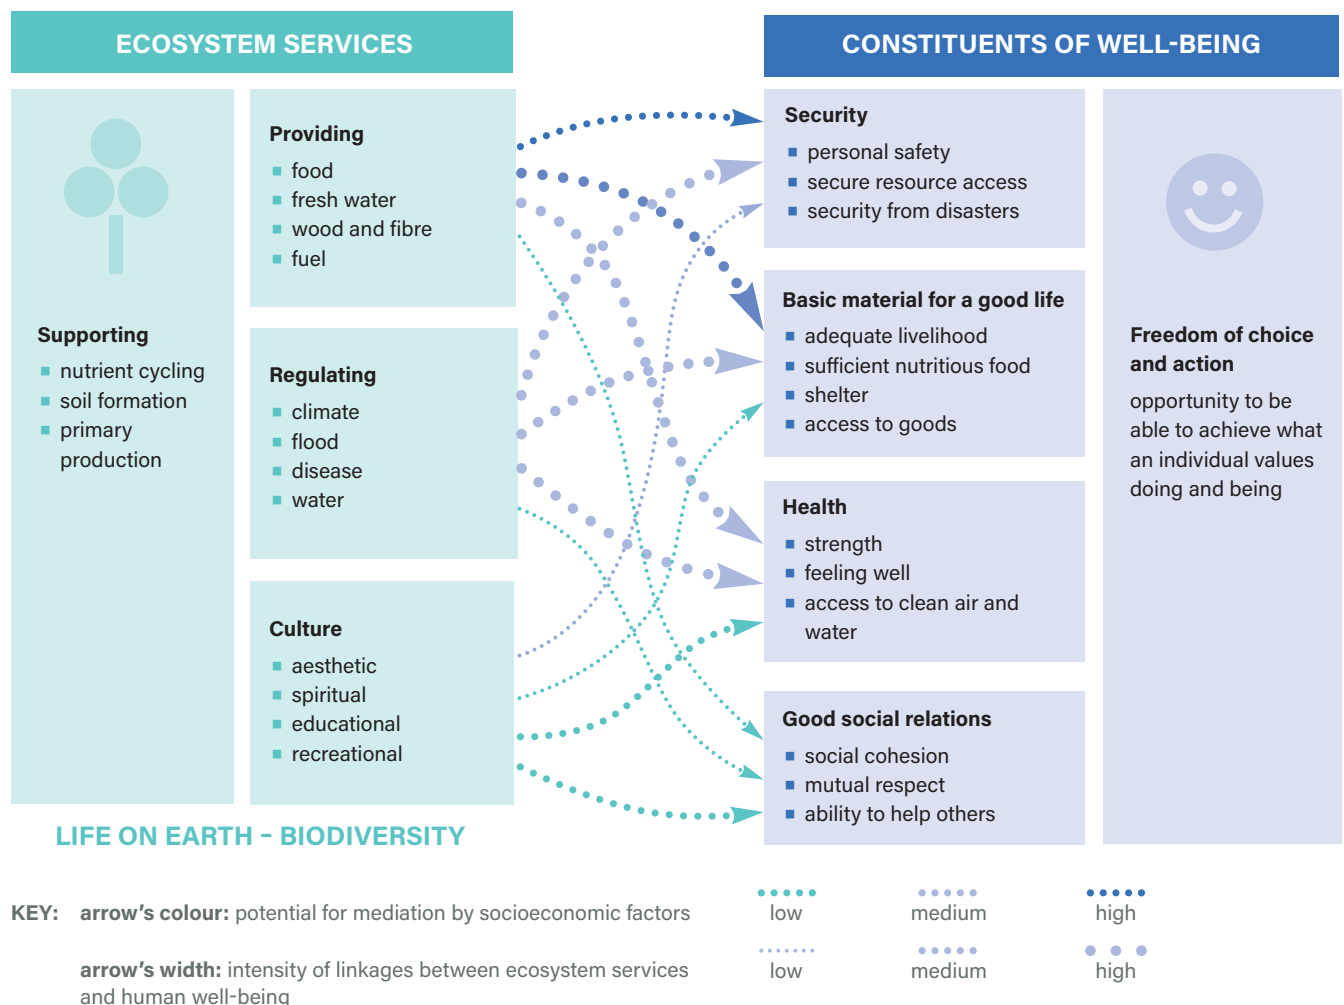 ECOSYSTEM SERVICES
Supporting
nutrient cycling
soil formation
primary
production
Providing
food
fresh water
wood and fibre
fuel
Regulating
climate
flood
disease
water
Culture
aesthetic
spiritual
educational
recreational
LIFE ON EARTH – BIODIVERSITY
CONSTITUENTS OF WELL-BEING
Security
personal safety
secure resource access
security from disasters
Basic material for a good life
adequate livelihood
sufficient nutritious food
shelter
access to goods
Health
strength
feeling well
access to clean air and
water
Good social relations
social cohesion
mutual respect
ability to help others
Freedom of choice
and action
opportunity to be
able to achieve what
an individual values
doing and being
KEY: arrow's colour: potential for mediation by socioeconomic factors
low medium high
arrow's width: intensity of linkages between ecosystem services
and human well-being
low medium high